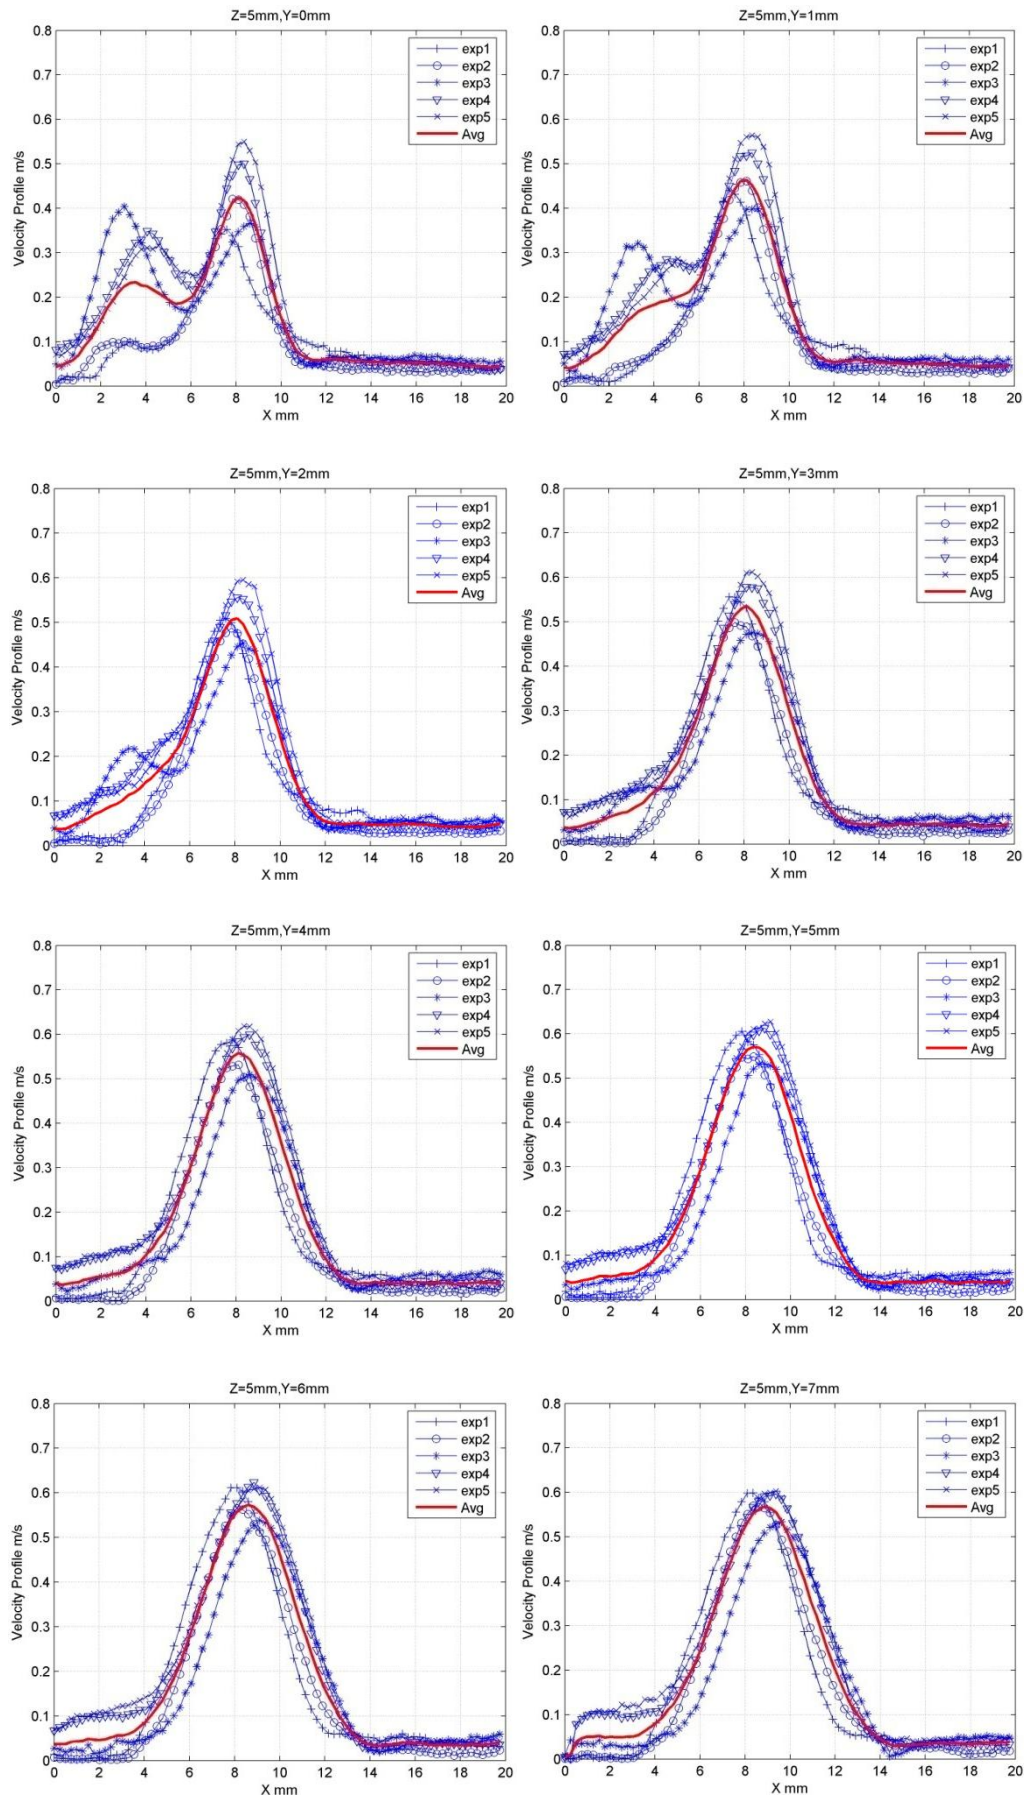 Z=5mm,Y=0mm
0.8
0.7
0.6
0.5
0.4
0.3
0.2
0.1
0
Velocity Profile m/s
exp1
exp2
exp3
exp4
exp5
Avg
0 2 4 6 8 10 12 14 16 18 20
X mm
Z=5mm,Y=1mm
0.8
0.7
0.6
0.5
0.4
0.3
0.2
0.1
0
Velocity Profile m/s
exp1
exp2
exp3
exp4
exp5
Avg
0 2 4 6 8 10 12 14 16 18 20
X mm
Z=5mm,Y=2mm
0.8
0.7
0.6
0.5
0.4
0.3
0.2
0.1
0
Velocity Profile m/s
exp1
exp2
exp3
exp4
exp5
Avg
0 2 4 6 8 10 12 14 16 18 20
X mm
Z=5mm,Y=3mm
0.8
0.7
0.6
0.5
0.4
0.3
0.2
0.1
0
Velocity Profile m/s
exp1
exp2
exp3
exp4
exp5
Avg
0 2 4 6 8 10 12 14 16 18 20
X mm
Z=5mm,Y=4mm
0.8
0.7
0.6
0.5
0.4
0.3
0.2
0.1
0
Velocity Profile m/s
exp1
exp2
exp3
exp4
exp5
Avg
0 2 4 6 8 10 12 14 16 18 20
X mm
Z=5mm,Y=5mm
0.8
0.7
0.6
0.5
0.4
0.3
0.2
0.1
0
Velocity Profile m/s
exp1
exp2
exp3
exp4
exp5
Avg
0 2 4 6 8 10 12 14 16 18 20
X mm
Z=5mm,Y=6mm
0.8
0.7
0.6
0.5
0.4
0.3
0.2
0.1
0
Velocity Profile m/s
exp1
exp2
exp3
exp4
exp5
Avg
0 2 4 6 8 10 12 14 16 18 20
X mm
Z=5mm,Y=7mm
0.8
0.7
0.6
0.5
0.4
0.3
0.2
0.1
0
Velocity Profile m/s
exp1
exp2
exp3
exp4
exp5
Avg
0 2 4 6 8 10 12 14 16 18 20
X mm